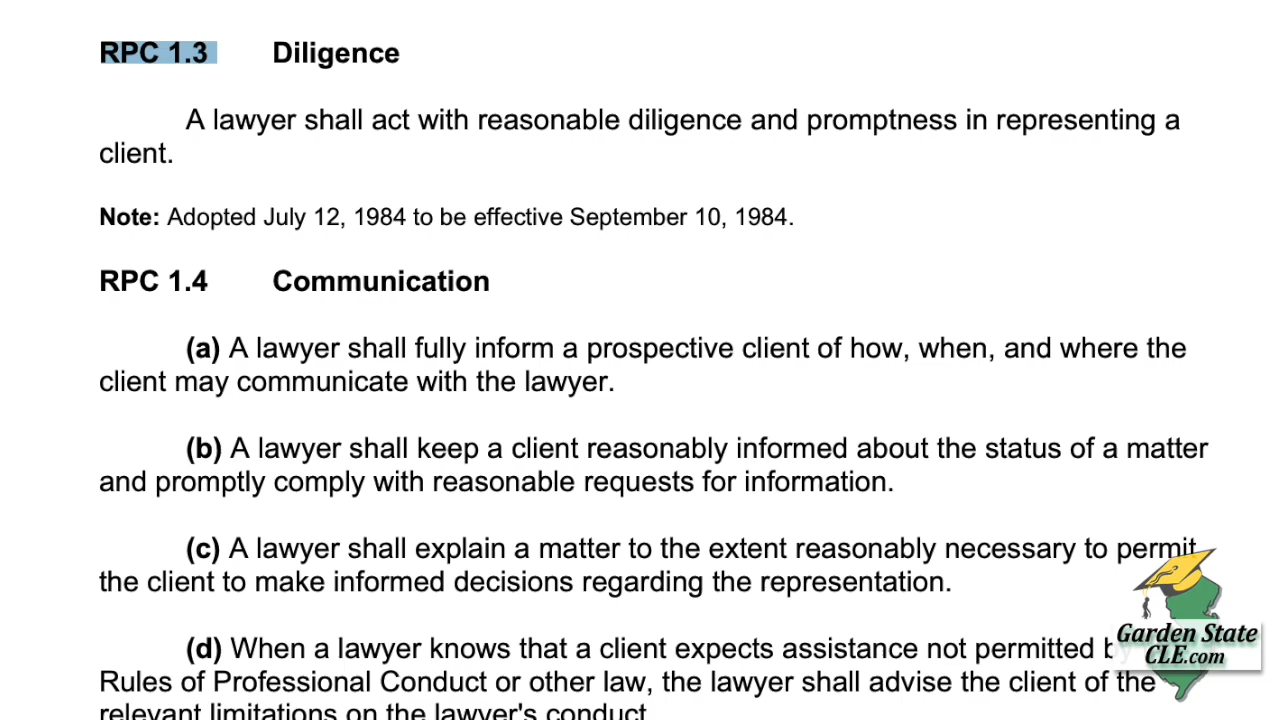 RPC 1.3 Diligence
A lawyer shall act with reasonable diligence and promptness in representing a
client.
Note: Adopted July 12, 1984 to be effective September 10, 1984.
RPC 1.4 Communication
(a) A lawyer shall fully inform a prospective client of how, when, and where the
client may communicate with the lawyer.
(b) A lawyer shall keep a client reasonably informed about the status of a matter
and promptly comply with reasonable requests for information.
(c) A lawyer shall explain a matter to the extent reasonably necessary to permit
the client to make informed decisions regarding the representation.
(d) When a lawyer knows that a client expects assistance not permitted
Rules of Professional Conduct or other law, the lawyer shall advise the client of the
relevant limitations on the lawyer's conduct
Garden State
CLE.com